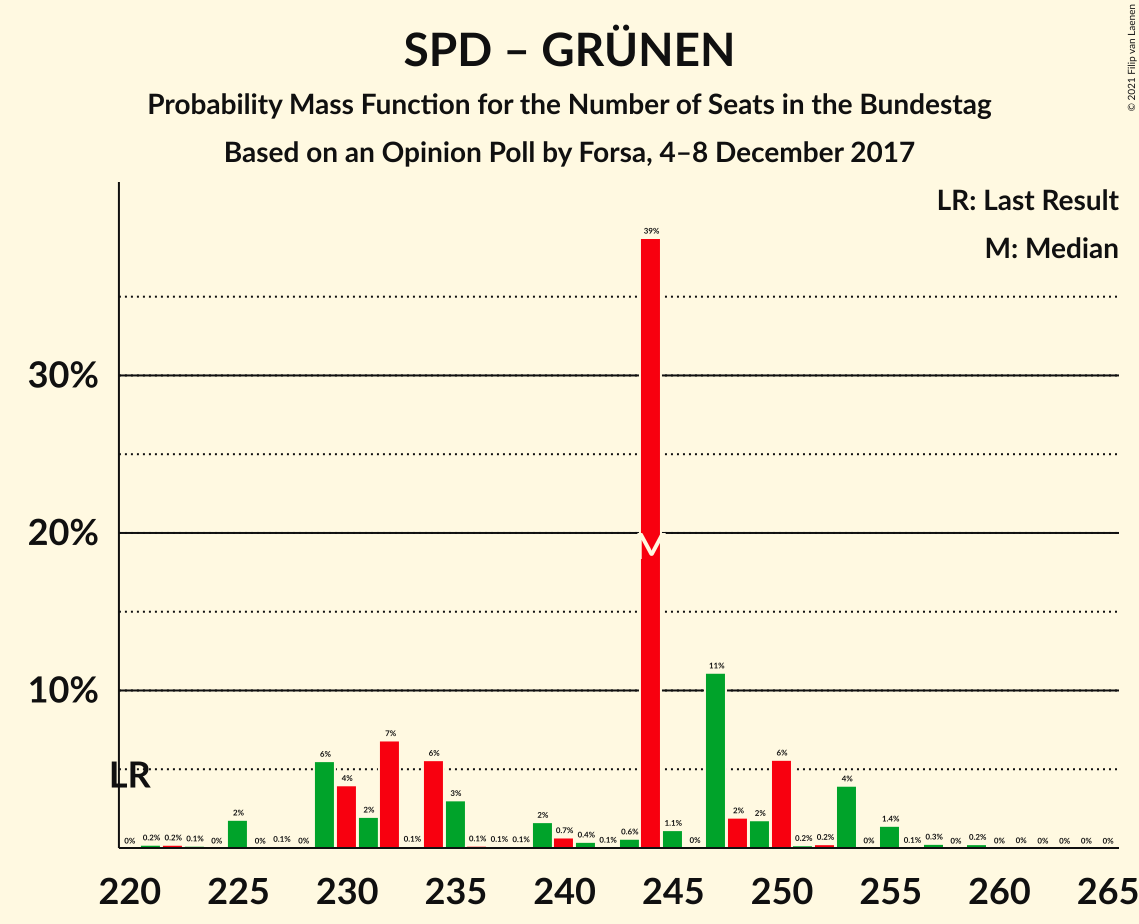 SPD – GRÜNEN
Probability Mass Function for the Number of Seats in the Bundestag
Based on an Opinion Poll by Forsa, 4–8 December 2017
© 2021 Filip van Laenen
LR: Last Result
M: Median
30%
20%
10%
LR
M
0% 0.2% 0.2% 0.1% 0% 2% 0% 0.1% 0% 6% 4% 2% 7% 0.1% 6% 3% 0.1% 0.1% 0.1% 2% 0.7% 0.4% 0.1% 0.6% 39% 1.1% 0% 11% 2% 2% 6% 0.2% 0.2% 4% 0% 1.4% 0.1% 0.3% 0% 0.2% 0% 0% 0% 0% 0% 0%
220 225 230 235 240 245 250 255 260 265